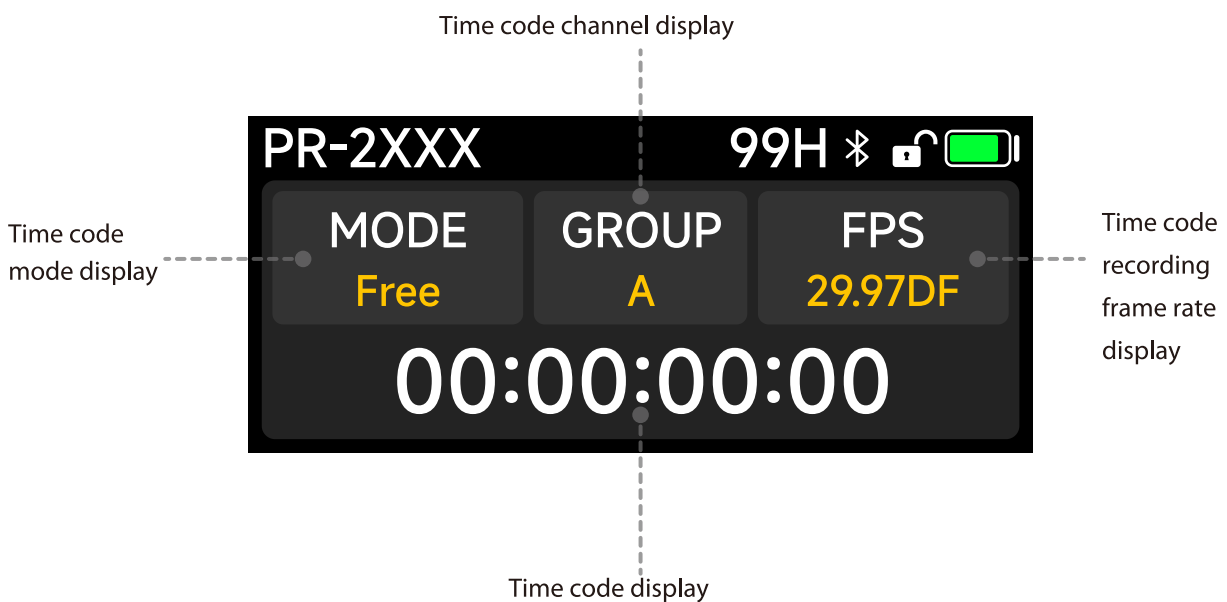 Time code channel display
PR-2XXX 99H
MODE GROUP FPS
Free A 29.97DF
00:00:00:00
Time code
mode display
Time code
recording
frame rate
display
Time code display